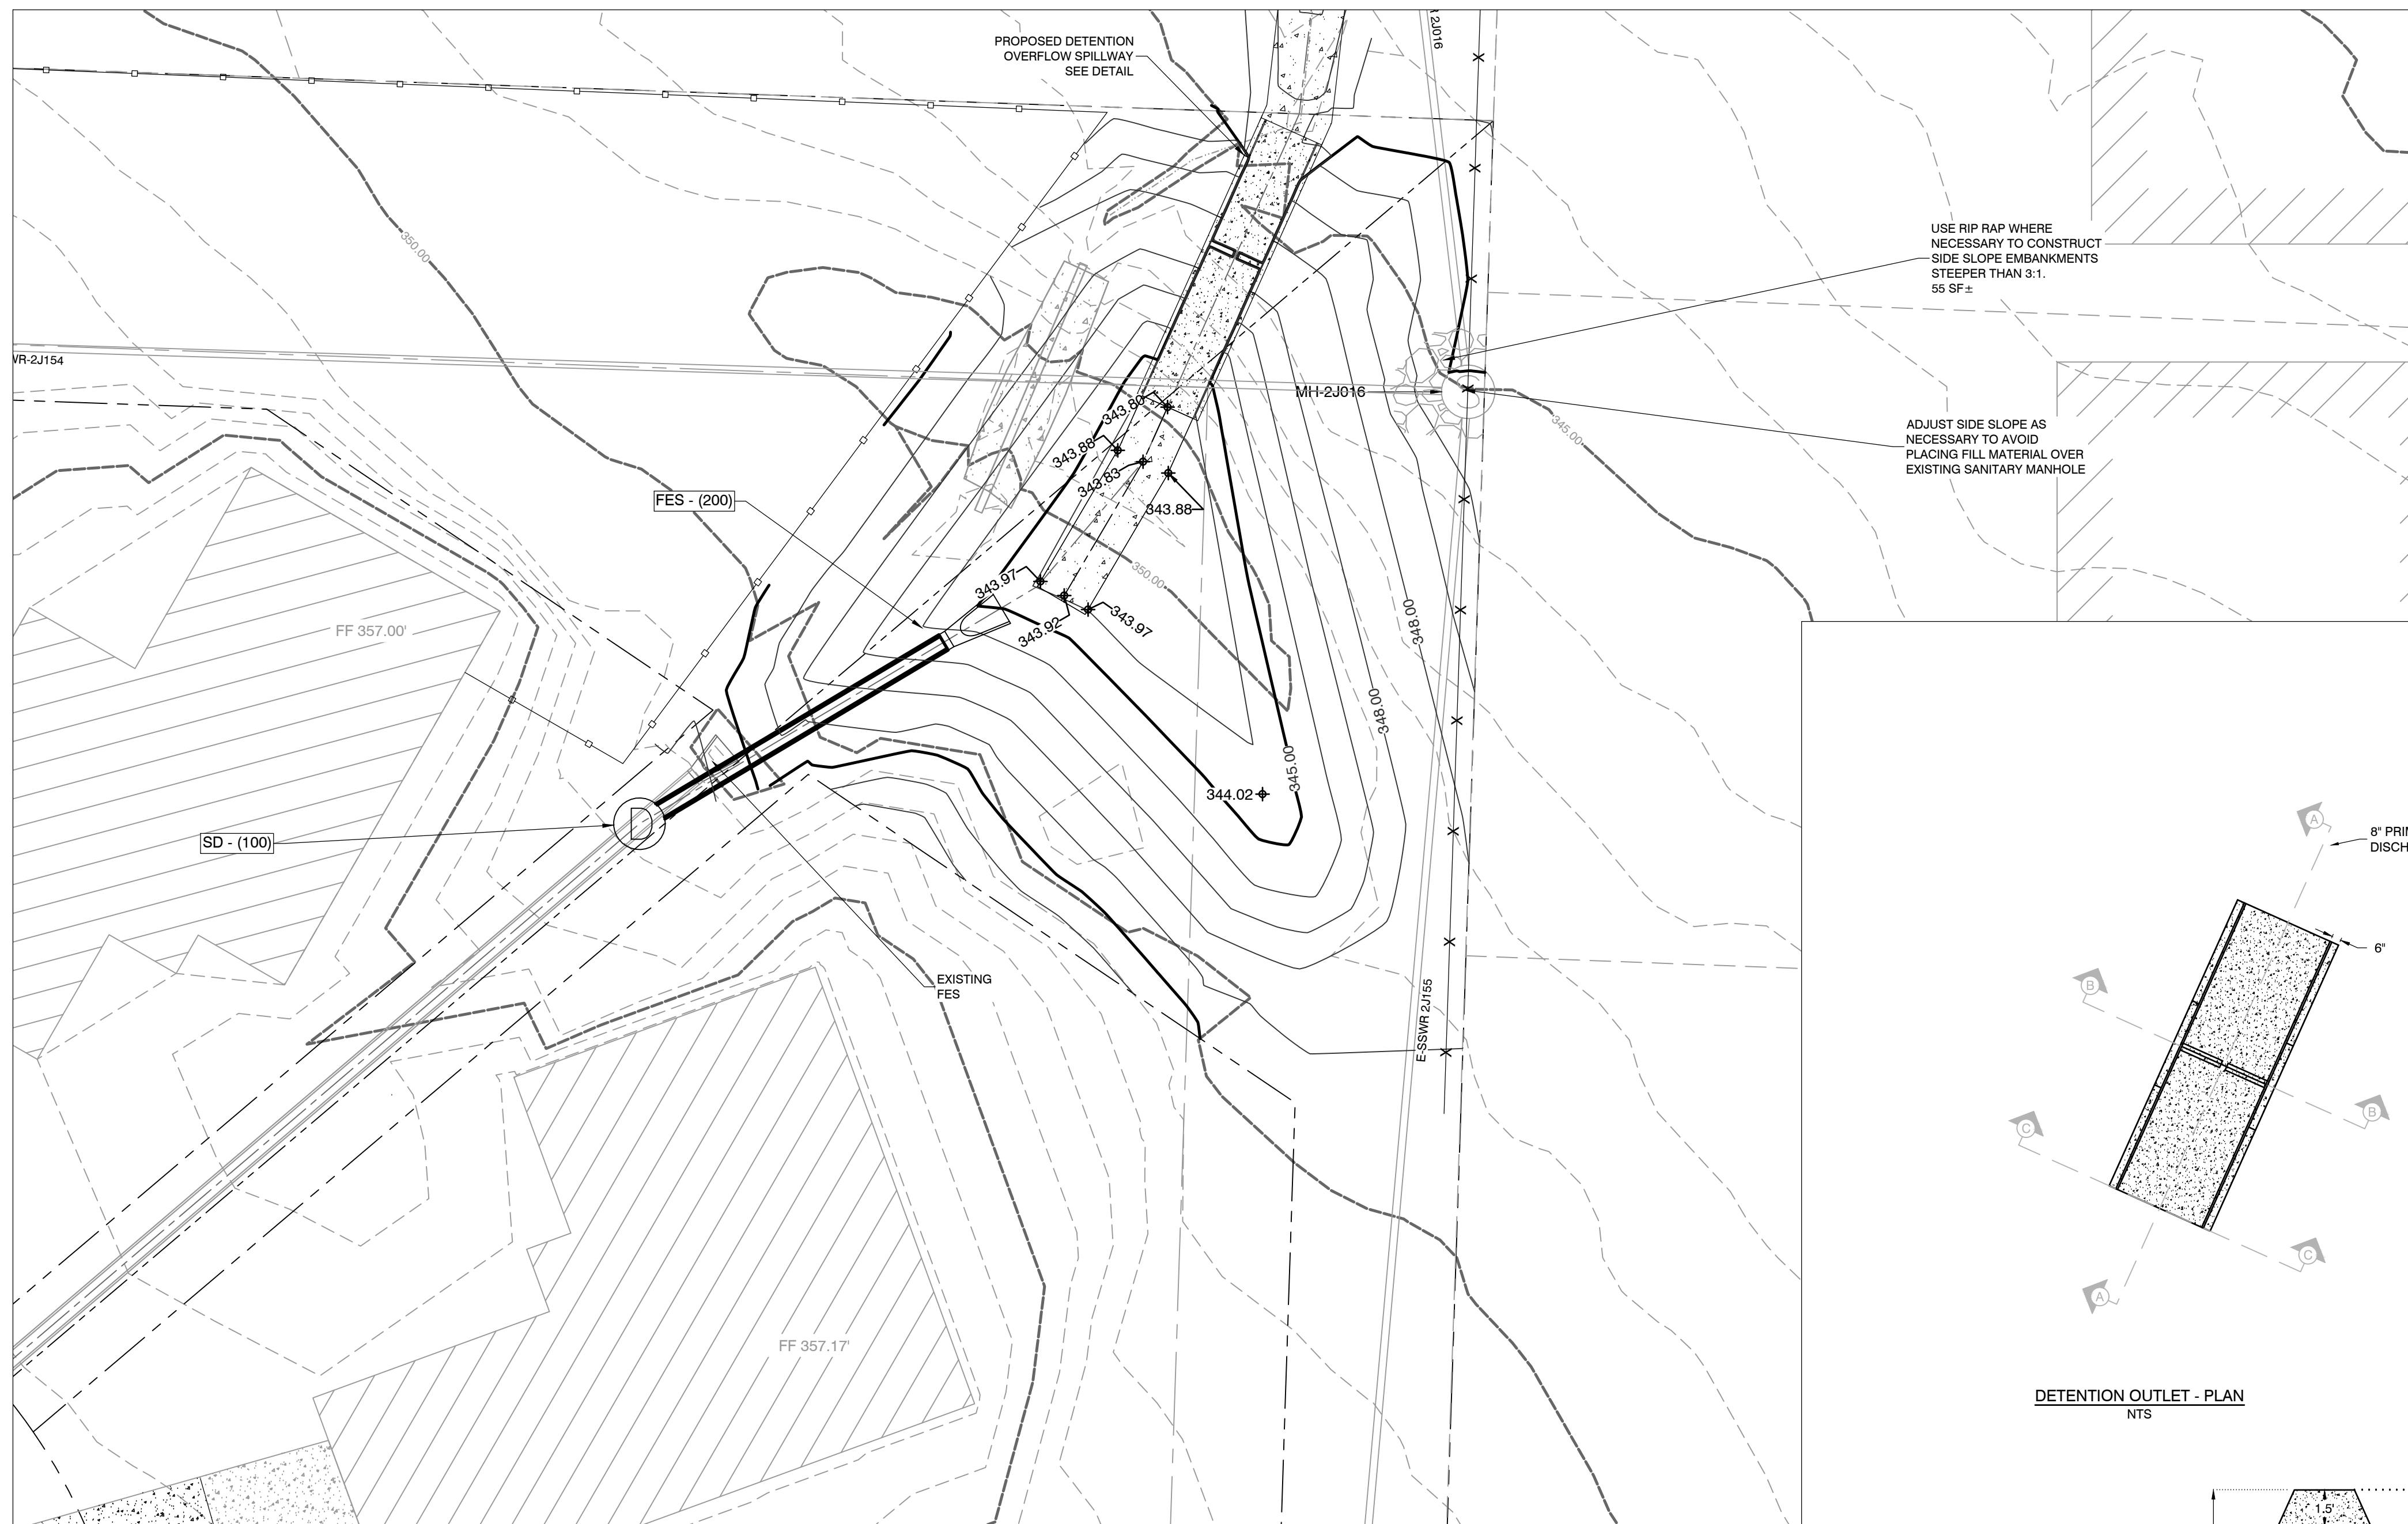 PROPOSED DETENTION
OVERFLOW SPILLWAY
SEE DETAIL
2J016
USE RIP RAP WHERE
NECESSARY TO CONSTRUCT
SIDE SLOPE EMBANKMENTS
STEEPER THAN 3:1.
55 SF±
350.00
WR-2J154
MH-2J016
343.80
345.00
ADJUST SIDE SLOPE AS
NECESSARY TO AVOID
PLACING FILL MATERIAL OVER
EXISTING SANITARY MANHOLE
343.88
343.83
343.88
FES - (200)
350.00
343.97
343.92
343.97
348.00
FF 357.00'
348.00
345.00
344.02
SD - (100)
A
8" PRI
DISCH
6"
EXISTING
FES
B
E-SSWR 2J155
B
C
C
A
FF 357.17'
DETENTION OUTLET - PLAN
NTS
1.5'